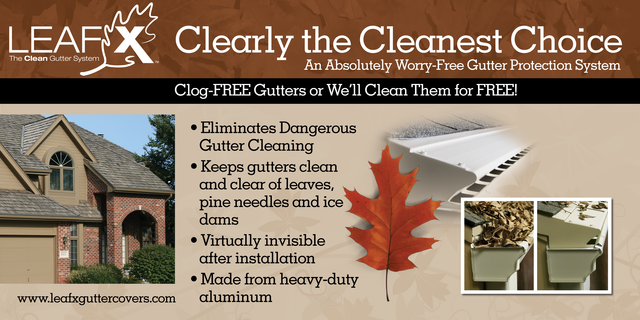 LEAFX™
The Clean Gutter System
Clearly the Cleanest Choice
An Absolutely Worry-Free Gutter Protection System
Clog-FREE Gutters or We'll Clean Them for FREE!
• Eliminates Dangerous
Gutter Cleaning
• Keeps gutters clean
and clear of leaves,
pine needles and ice
dams
• Virtually invisible
after installation
• Made from heavy-duty
aluminum
www.leafxguttercovers.com